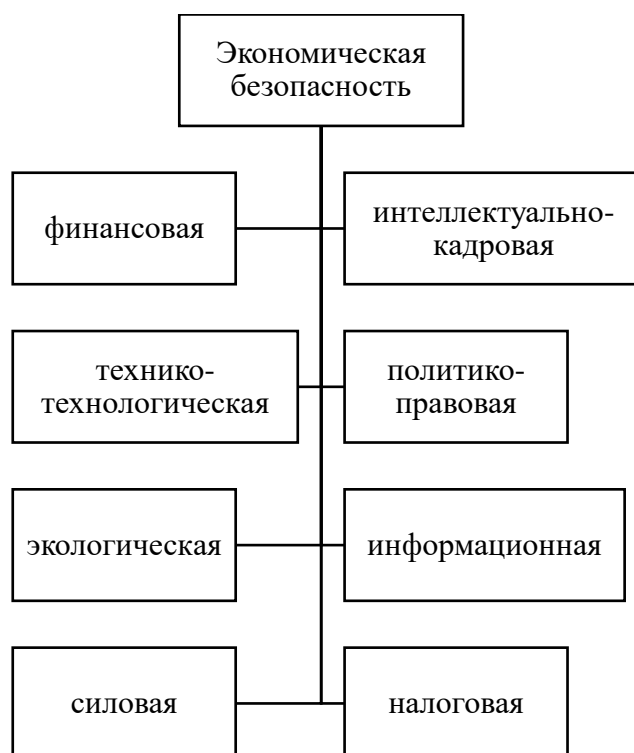 Экономическая
безопасность
финансовая
интеллектуально-
кадровая
технико-
технологическая
политико-
правовая
экологическая
информационная
силовая
налоговая